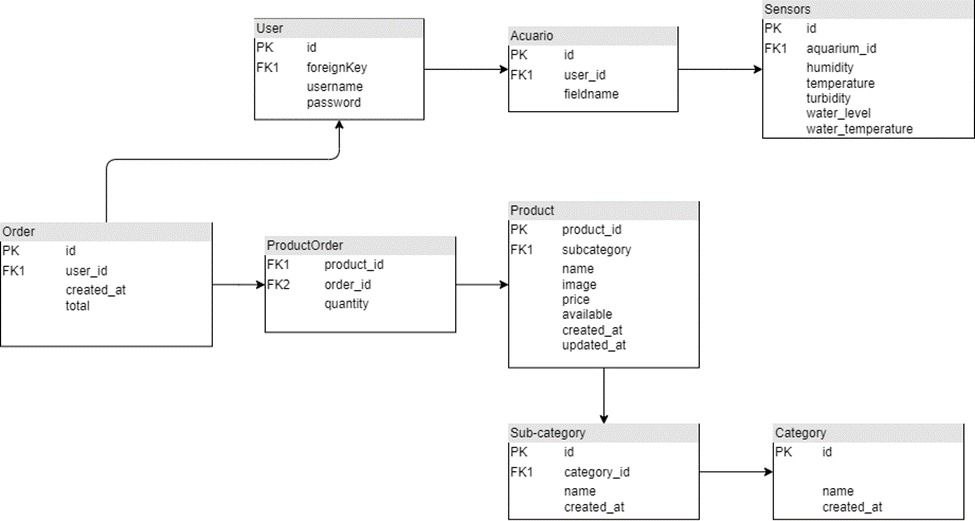 User
PK id
FK1 foreignKey
username
password
Acuario
PK id
FK1 user_id
fieldname
Sensors
PK id
FK1 aquarium_id
humidity
temperature
turbidity
water_level
water_temperature
Order
PK id
FK1 user_id
created_at
total
ProductOrder
FK1 product_id
FK2 order_id
quantity
Product
PK product_id
FK1 subcategory
name
image
price
available
created_at
updated_at
Sub-category
PK id
FK1 category_id
name
created_at
Category
PK id
name
created_at